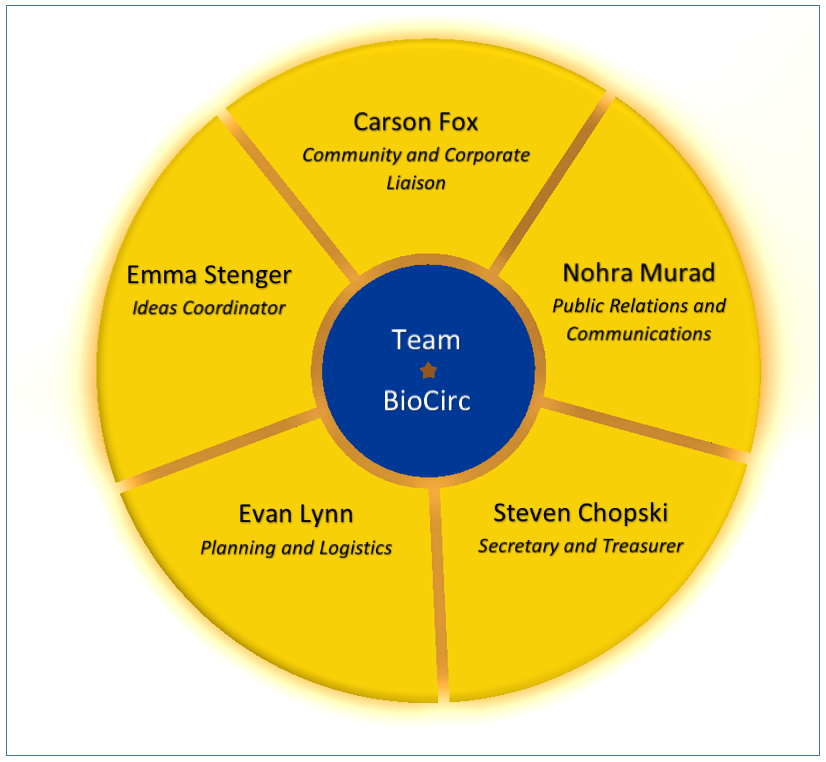 Carson Fox
Community and Corporate
Liaison
Emma Stenger
Ideas Coordinator
Nohra Murad
Public Relations and
Communications
Team
BioCirc
Evan Lynn
Planning and Logistics
Steven Chopski
Secretary and Treasurer